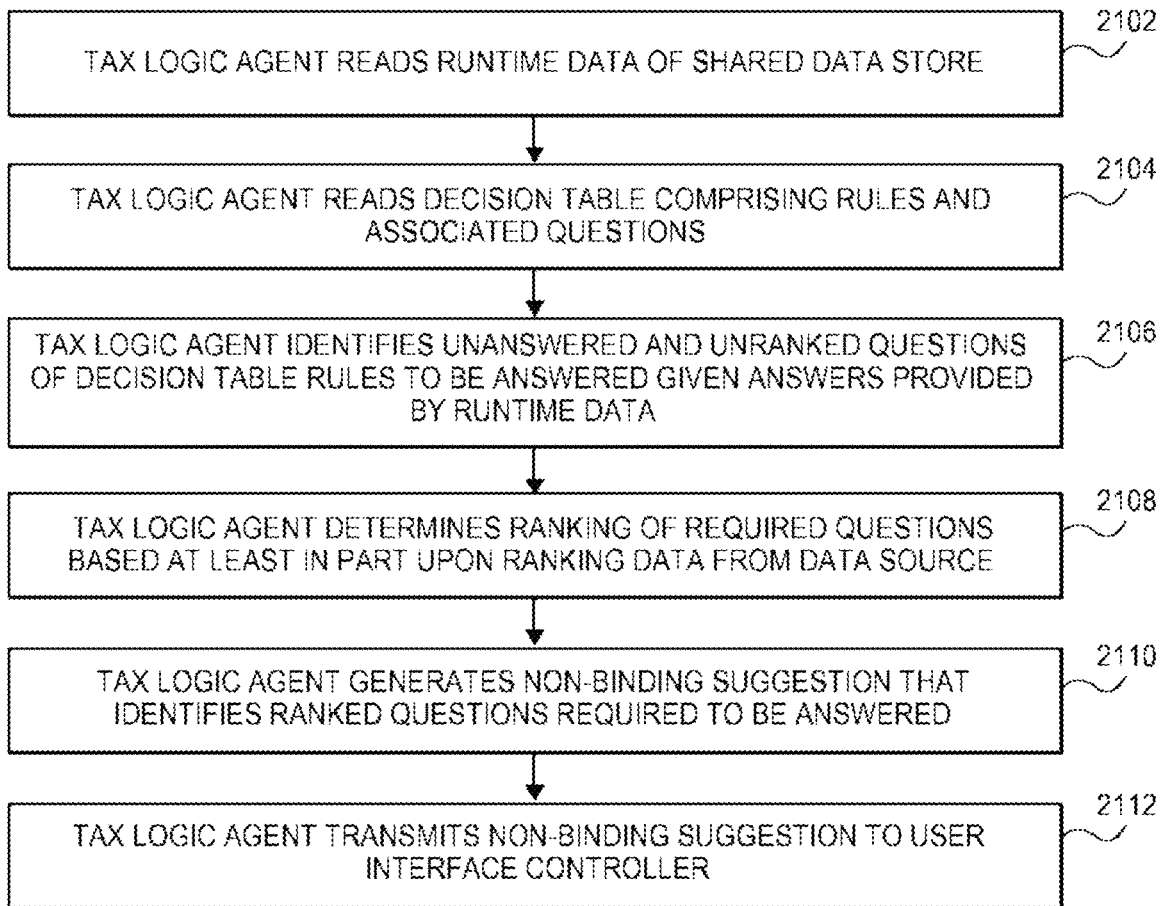 2102
TAX LOGIC AGENT READS RUNTIME DATA OF SHARED DATA STORE
2104
TAX LOGIC AGENT READS DECISION TABLE COMPRISING RULES AND
ASSOCIATED QUESTIONS
2106
TAX LOGIC AGENT IDENTIFIES UNANSWERED AND UNRANKED QUESTIONS
OF DECISION TABLE RULES TO BE ANSWERED GIVEN ANSWERS PROVIDED
BY RUNTIME DATA
2108
TAX LOGIC AGENT DETERMINES RANKING OF REQUIRED QUESTIONS
BASED AT LEAST IN PART UPON RANKING DATA FROM DATA SOURCE
2110
TAX LOGIC AGENT GENERATES NON-BINDING SUGGESTION THAT
IDENTIFIES RANKED QUESTIONS REQUIRED TO BE ANSWERED
2112
TAX LOGIC AGENT TRANSMITS NON-BINDING SUGGESTION TO USER
INTERFACE CONTROLLER